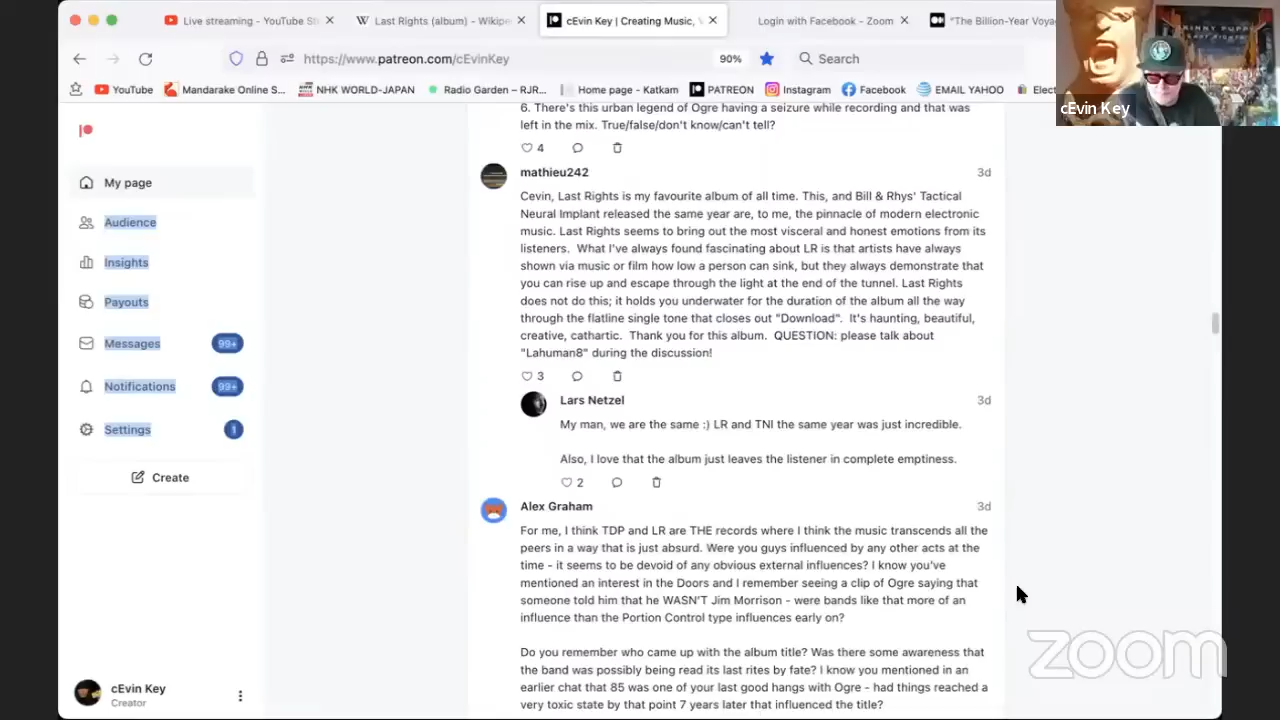 Live streaming - YouTube St
Last Rights (album) - Wikipe
cEvin Key | Creating Music, V
Login with Facebook - Zoom
"The Billion-Year Voya
https://www.patreon.com/cEvinKey
90%
Search
YouTube
Mandarake Online S...
NHK WORLD-JAPAN
Radio Garden – RJR...
Home page - Katkam
PATREON
Instagram
Facebook
EMAIL YAHOO
Elect
SKINNY PUPPY
cEvin Key
My page
Audience
Insights
Payouts
Messages
99+
Notifications
99+
Settings
1
Create
cEvin Key
Creator
6. There's this urban legend of Ogre having a seizure while recording and that was
left in the mix. True/false/don't know/can't tell?
4
mathieu242
3d
Cevin, Last Rights is my favourite album of all time. This, and Bill & Rhys' Tactical
Neural Implant released the same year are, to me, the pinnacle of modern electronic
music. Last Rights seems to bring out the most visceral and honest emotions from its
listeners.  What I've always found fascinating about LR is that artists have always
shown via music or film how low a person can sink, but they always demonstrate that
you can rise up and escape through the light at the end of the tunnel. Last Rights
does not do this; it holds you underwater for the duration of the album all the way
through the flatline single tone that closes out "Download".  It's haunting, beautiful,
creative, cathartic.  Thank you for this album.  QUESTION: please talk about
"Lahuman8" during the discussion!
3
Lars Netzel
3d
My man, we are the same :) LR and TNI the same year was just incredible.
Also, I love that the album just leaves the listener in complete emptiness.
2
Alex Graham
3d
For me, I think TDP and LR are THE records where I think the music transcends all the
peers in a way that is just absurd. Were you guys influenced by any other acts at the
time - it seems to be devoid of any obvious external influences? I know you've
mentioned an interest in the Doors and I remember seeing a clip of Ogre saying that
someone told him that he WASN'T Jim Morrison - were bands like that more of an
influence than the Portion Control type influences early on?
Do you remember who came up with the album title? Was there some awareness that
the band was possibly being read its last rites by fate? I know you mentioned in an
earlier chat that 85 was one of your last good hangs with Ogre - had things reached a
very toxic state by that point 7 years later that influenced the title?
zoom